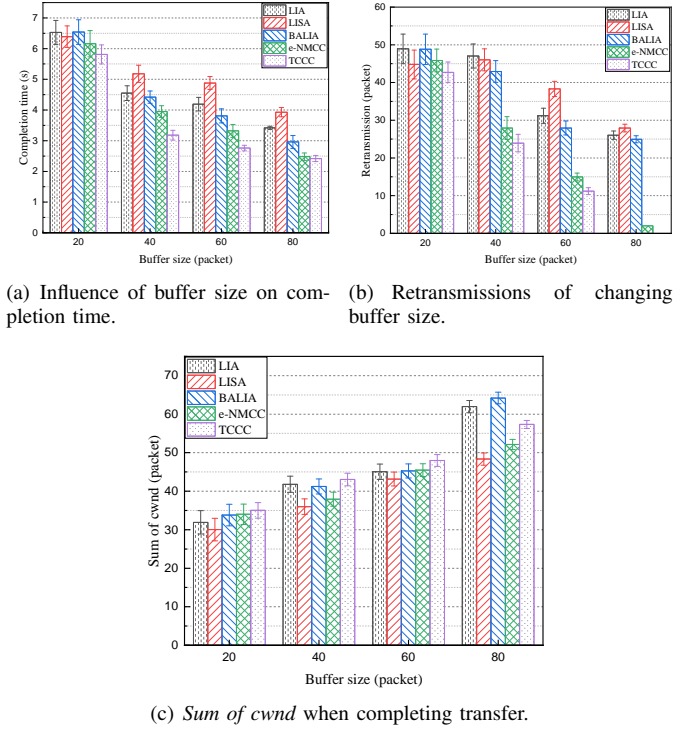 Completion time (s)
7
6
5
4
3
2
1
0
LIA
LISA
BALIA
e-NMCC
TCCC
20 40 60 80
Buffer size (packet)
(a) Influence of buffer size on com-
pletion time.
Retransmission (packet)
60
50
40
30
20
10
0
LIA
LISA
BALIA
e-NMCC
TCCC
20 40 60 80
Buffer size (packet)
(b) Retransmissions of changing
buffer size.
Sum of cwnd (packet)
70
60
50
40
30
20
10
0
LIA
LISA
BALIA
e-NMCC
TCCC
20 40 60 80
Buffer size (packet)
(c) Sum of cwnd when completing transfer.